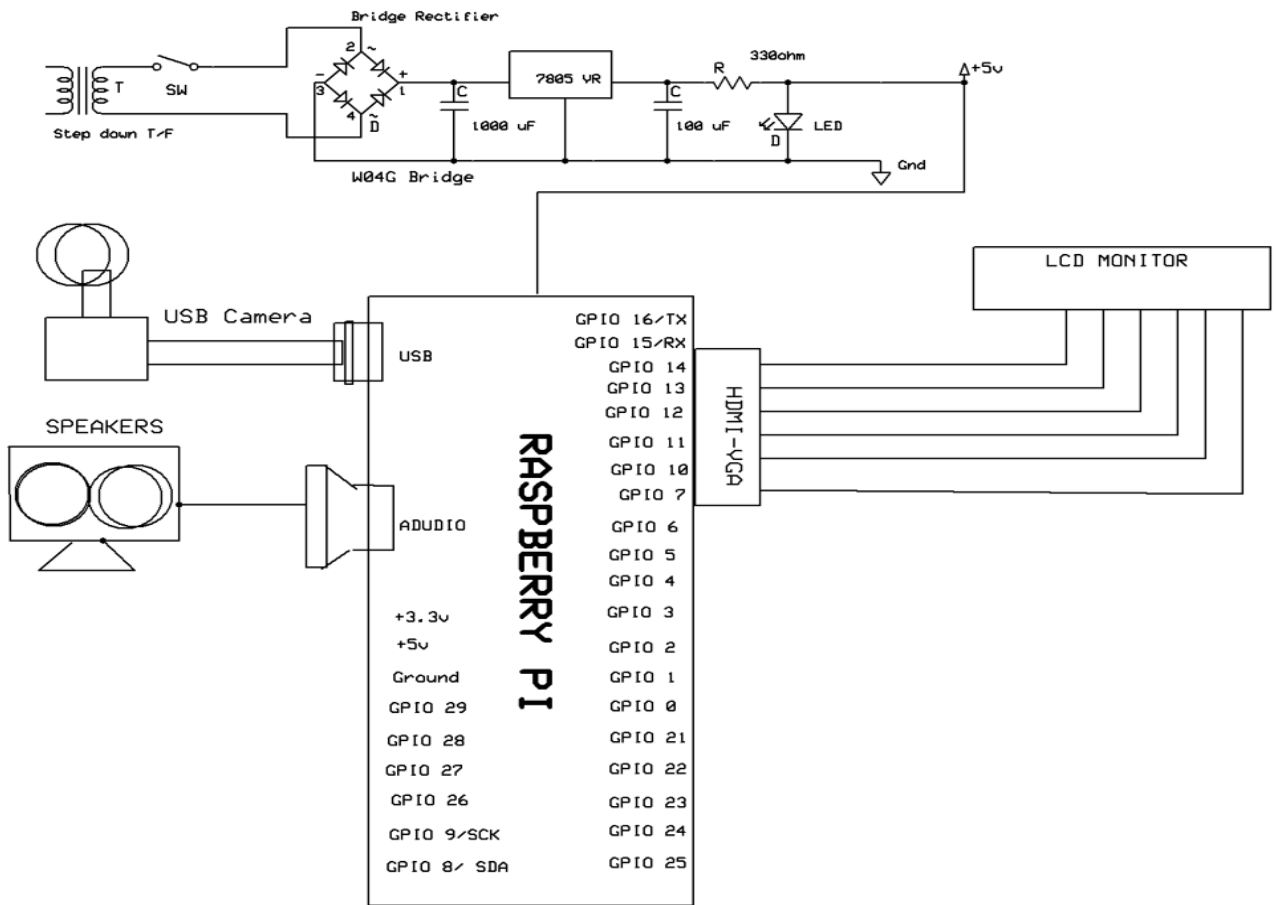 Bridge Rectifier
2 ~
- +
3 1
4 ~
D
T
SW
Step down T/F
W04G Bridge
C
1000 uF
7805 VR
C
100 uF
R
330ohm
D
LED
+5v
Gnd
USB Camera
USB
SPEAKERS
ADUDIO
RASPBERRY PI
+3.3v
+5v
Ground
GPIO 29
GPIO 28
GPIO 27
GPIO 26
GPIO 9/SCK
GPIO 8/ SDA
GPIO 16/TX
GPIO 15/RX
GPIO 14
GPIO 13
GPIO 12
GPIO 11
GPIO 10
GPIO 7
GPIO 6
GPIO 5
GPIO 4
GPIO 3
GPIO 2
GPIO 1
GPIO 0
GPIO 21
GPIO 22
GPIO 23
GPIO 24
GPIO 25
HDMI-VGA
LCD MONITOR